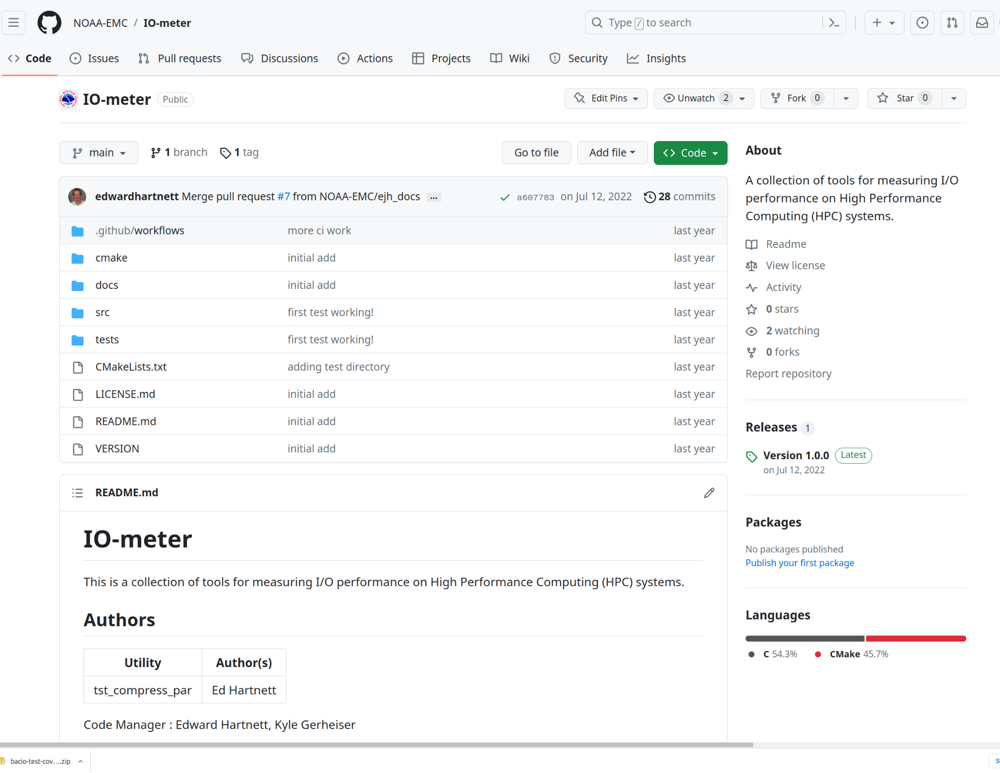 NOAA-EMC / IO-meter
Type / to search
Code
Issues
Pull requests
Discussions
Actions
Projects
Wiki
Security
Insights
IO-meter Public
Edit Pins
Unwatch 2
Fork 0
Star 0
main
1 branch
1 tag
Go to file
Add file
Code
edwardhartnett Merge pull request #7 from NOAA-EMC/ejh_docs ... a607783 on Jul 12, 2022 28 commits
.github/workflows more ci work last year
cmake initial add last year
docs initial add last year
src first test working! last year
tests first test working! last year
CMakeLists.txt adding test directory last year
LICENSE.md initial add last year
README.md initial add last year
VERSION initial add last year
README.md
IO-meter
This is a collection of tools for measuring I/O performance on High Performance Computing (HPC) systems.
Authors
Utility Author(s)
tst_compress_par Ed Hartnett
Code Manager : Edward Hartnett, Kyle Gerheiser
About
A collection of tools for measuring I/O
performance on High Performance
Computing (HPC) systems.
Readme
View license
Activity
0 stars
2 watching
0 forks
Report repository
Releases 1
Version 1.0.0 Latest
on Jul 12, 2022
Packages
No packages published
Publish your first package
Languages
C 54.3% CMake 45.7%
bacio-test-cov....zip